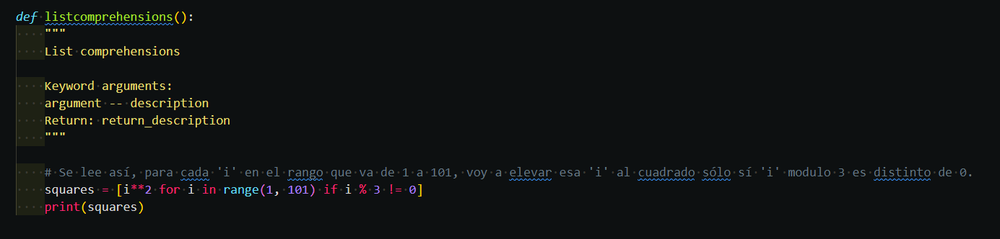 def listcomprehensions():
    """
    List comprehensions

    Keyword arguments:
    argument -- description
    Return: return_description
    """

    # Se lee así, para cada 'i' en el rango que va de 1 a 101, voy a elevar esa 'i' al cuadrado sólo sí 'i' modulo 3 es distinto de 0.
    squares = [i**2 for i in range(1, 101) if i % 3 != 0]
    print(squares)